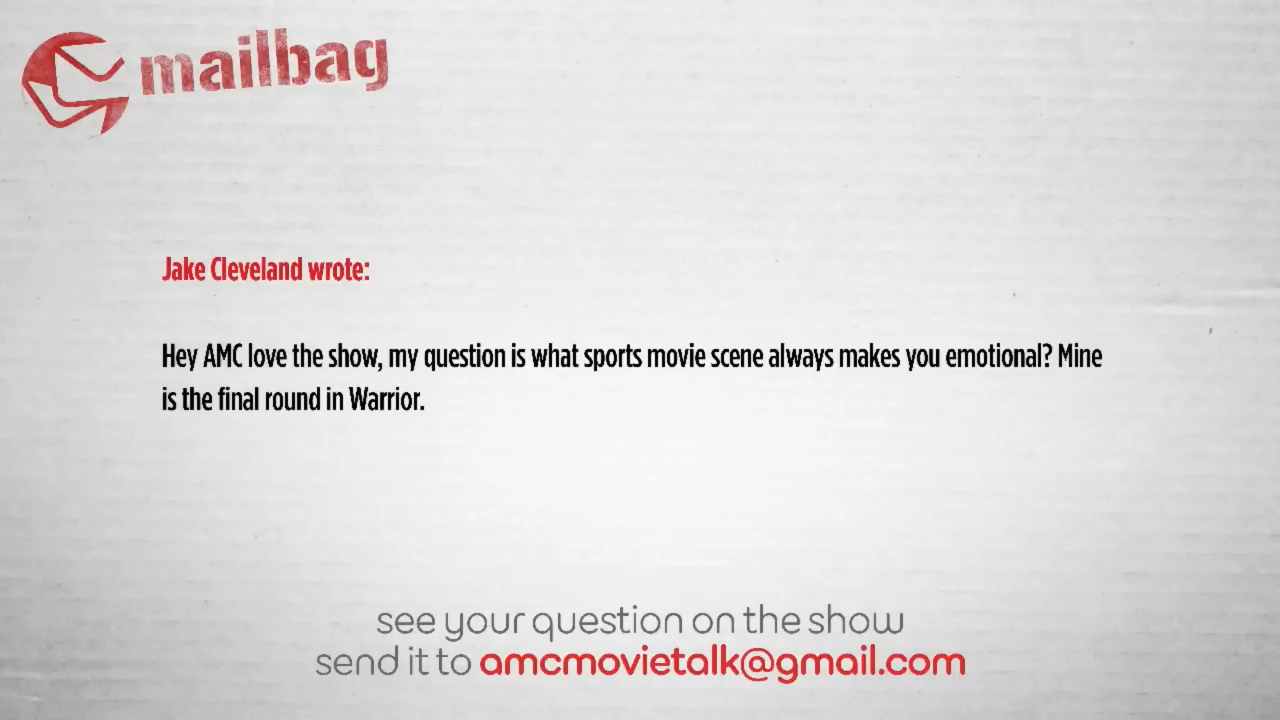 mailbag
Jake Cleveland wrote:
Hey AMC love the show, my question is what sports movie scene always makes you emotional? Mine
is the final round in Warrior.
see your question on the show
send it to amcmovietalk@gmail.com